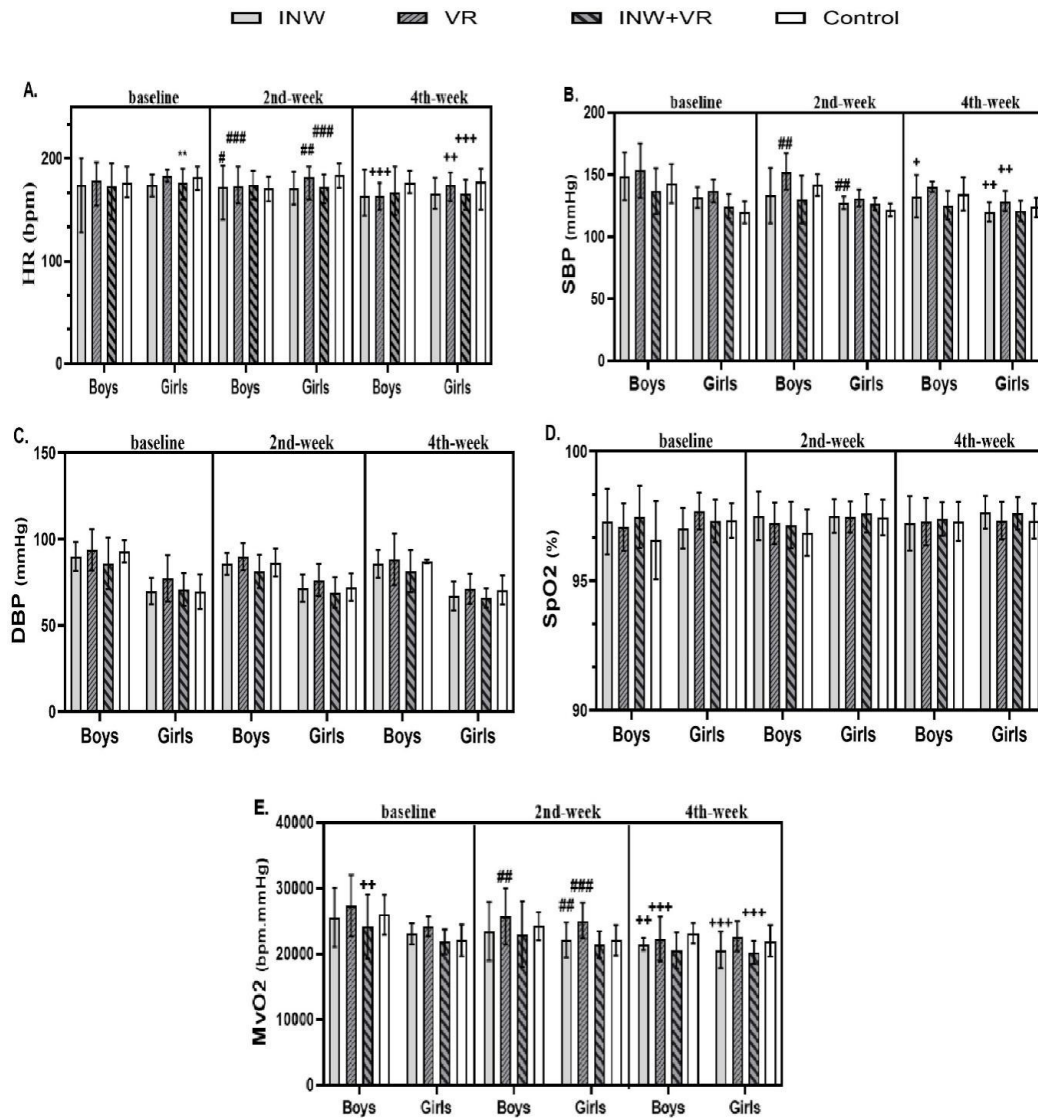 INW VR INW+VR Control
A.
baseline 2nd-week 4th-week
HR (bpm)
200
100
0
** # ### ## ### +++ ++ +++
Boys Girls Boys Girls Boys Girls
B.
baseline 2nd-week 4th-week
SBP (mmHg)
200
150
100
50
0
## ## + ++ ++
Boys Girls Boys Girls Boys Girls
C.
baseline 2nd-week 4th-week
DBP (mmHg)
150
100
50
0
Boys Girls Boys Girls Boys Girls
D.
baseline 2nd-week 4th-week
SpO2 (%)
100
95
90
Boys Girls Boys Girls Boys Girls
E.
baseline 2nd-week 4th-week
MvO2 (bpm.mmHg)
40000
30000
20000
10000
0
++ ## ## ### ++ +++ +++ +++
Boys Girls Boys Girls Boys Girls